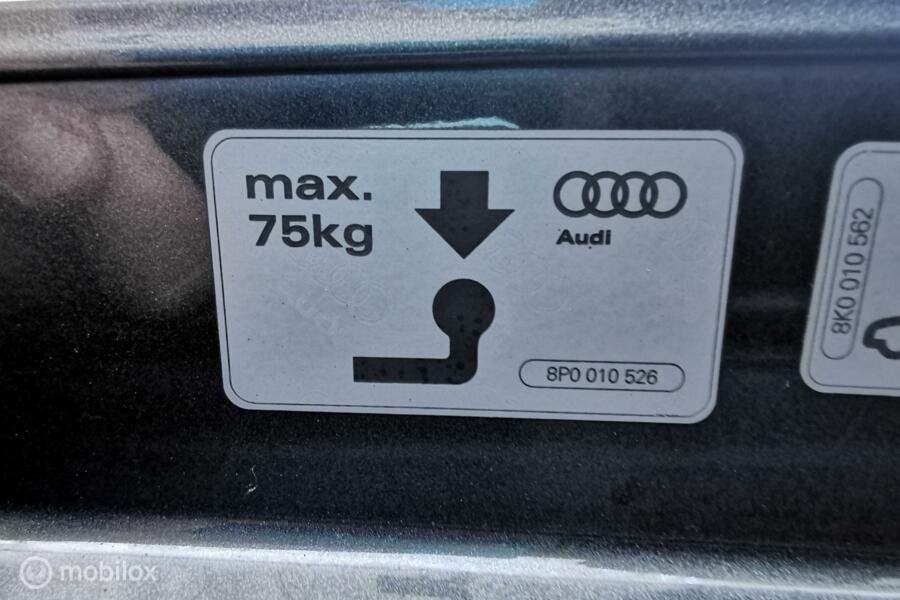 max.
75kg
Audi
8P0 010 526
8K0 010 562
mobilox